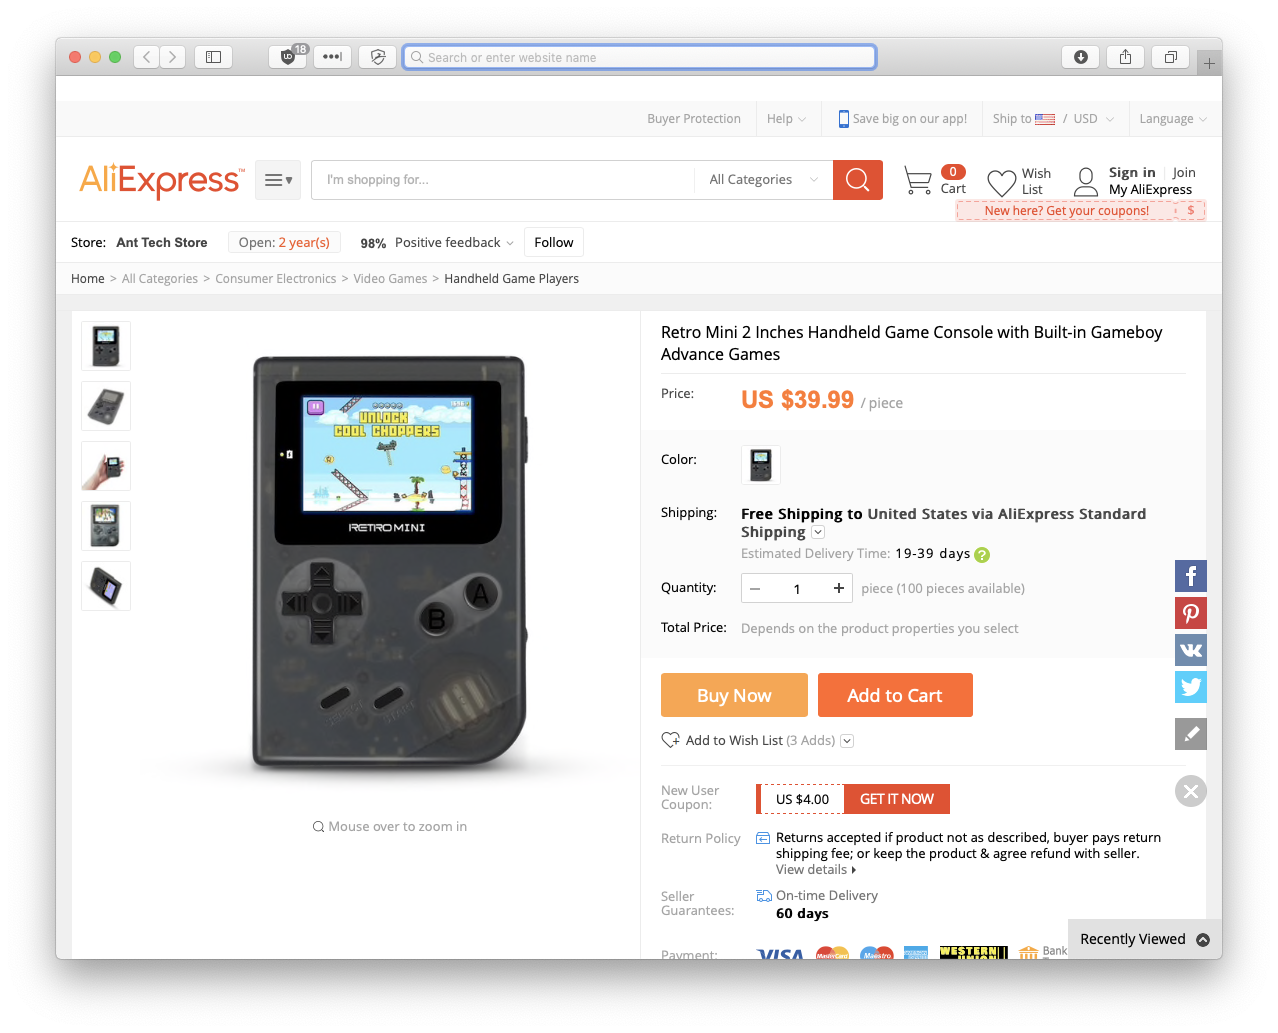 18
Search or enter website name
Buyer Protection
Help
Save big on our app!
Ship to / USD
Language
AliExpress™
I'm shopping for...
All Categories
0
Cart
Wish
List
Sign in
Join
My AliExpress
New here? Get your coupons!
$
Store: Ant Tech Store
Open: 2 year(s)
98% Positive feedback
Follow
Home > All Categories > Consumer Electronics > Video Games > Handheld Game Players
UNLOCK
COOL CHOPPERS
RETROMINI
A
B
SELECT
START
Mouse over to zoom in
Retro Mini 2 Inches Handheld Game Console with Built-in Gameboy
Advance Games
Price:
US $39.99 / piece
Color:
Shipping:
Free Shipping to United States via AliExpress Standard
Shipping
Estimated Delivery Time: 19-39 days ?
Quantity:
− 1 +
piece (100 pieces available)
Total Price:
Depends on the product properties you select
Buy Now
Add to Cart
Add to Wish List (3 Adds)
New User
Coupon:
US $4.00
GET IT NOW
Return Policy
Returns accepted if product not as described, buyer pays return
shipping fee; or keep the product & agree refund with seller.
View details
Seller
Guarantees:
On-time Delivery
60 days
Payment:
VISA
MasterCard
Maestro
WESTERN
UNION
Bank
Recently Viewed